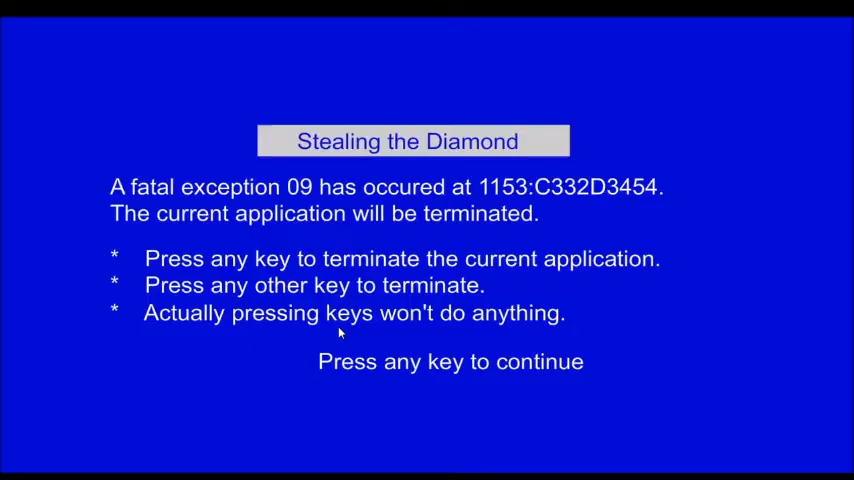 Stealing the Diamond
A fatal exception 09 has occured at 1153:C332D3454.
The current application will be terminated.
* Press any key to terminate the current application.
* Press any other key to terminate.
* Actually pressing keys won't do anything.
Press any key to continue